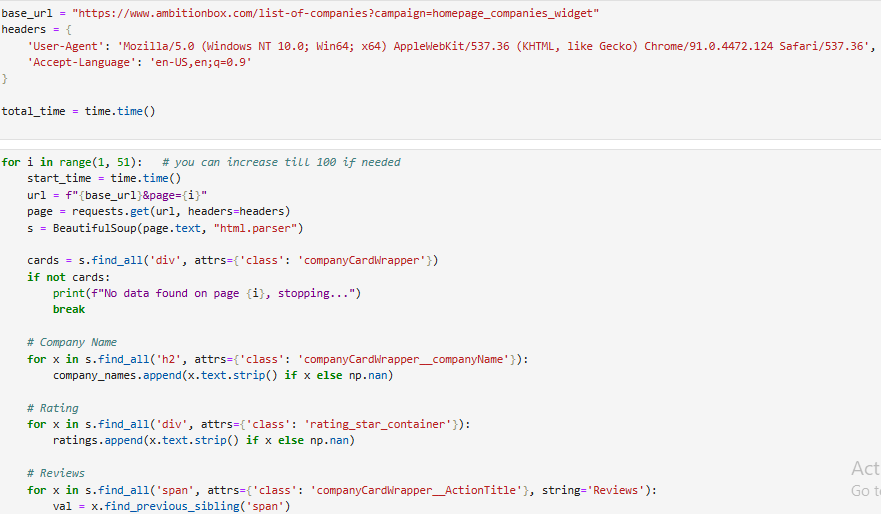 base_url = "https://www.ambitionbox.com/list-of-companies?campaign=homepage_companies_widget"
headers = {
    'User-Agent': 'Mozilla/5.0 (Windows NT 10.0; Win64; x64) AppleWebKit/537.36 (KHTML, like Gecko) Chrome/91.0.4472.124 Safari/537.36',
    'Accept-Language': 'en-US,en;q=0.9'
}
total_time = time.time()
for i in range(1, 51):   # you can increase till 100 if needed
    start_time = time.time()
    url = f"{base_url}&page={i}"
    page = requests.get(url, headers=headers)
    s = BeautifulSoup(page.text, "html.parser")
    cards = s.find_all('div', attrs={'class': 'companyCardWrapper'})
    if not cards:
        print(f"No data found on page {i}, stopping...")
        break
    # Company Name
    for x in s.find_all('h2', attrs={'class': 'companyCardWrapper__companyName'}):
        company_names.append(x.text.strip() if x else np.nan)
    # Rating
    for x in s.find_all('div', attrs={'class': 'rating_star_container'}):
        ratings.append(x.text.strip() if x else np.nan)
    # Reviews
    for x in s.find_all('span', attrs={'class': 'companyCardWrapper__ActionTitle'}, string='Reviews'):
        val = x.find_previous_sibling('span')
Act
Go t